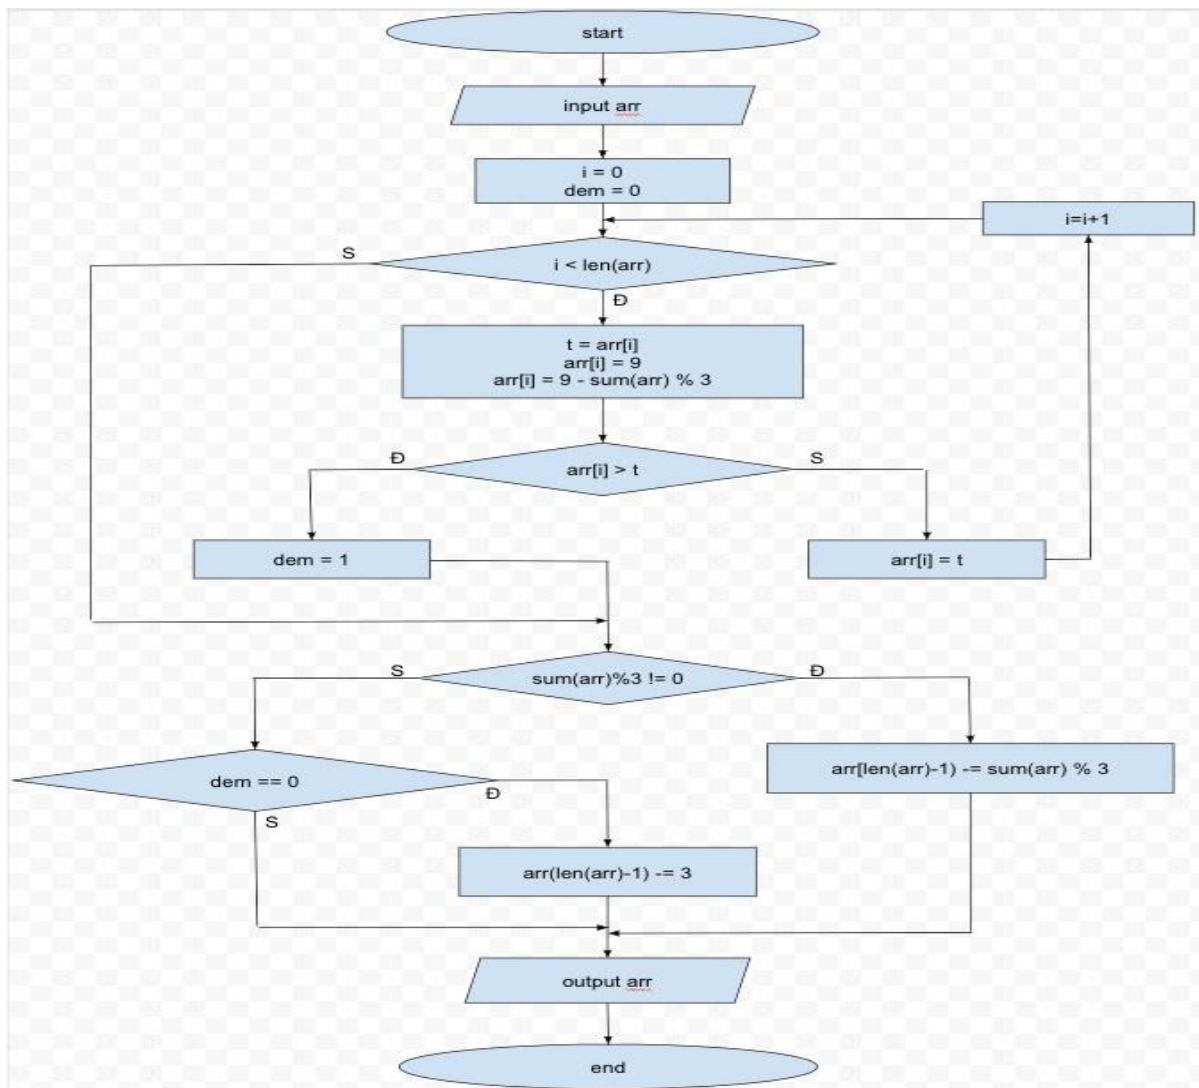 start
input arr
i = 0
dem = 0
i=i+1
S
i < len(arr)
Đ
t = arr[i]
arr[i] = 9
arr[i] = 9 - sum(arr) % 3
Đ
arr[i] > t
S
dem = 1
arr[i] = t
S
sum(arr)%3 != 0
Đ
dem == 0
Đ
S
arr[len(arr)-1) -= sum(arr) % 3
arr(len(arr)-1) -= 3
output arr
end